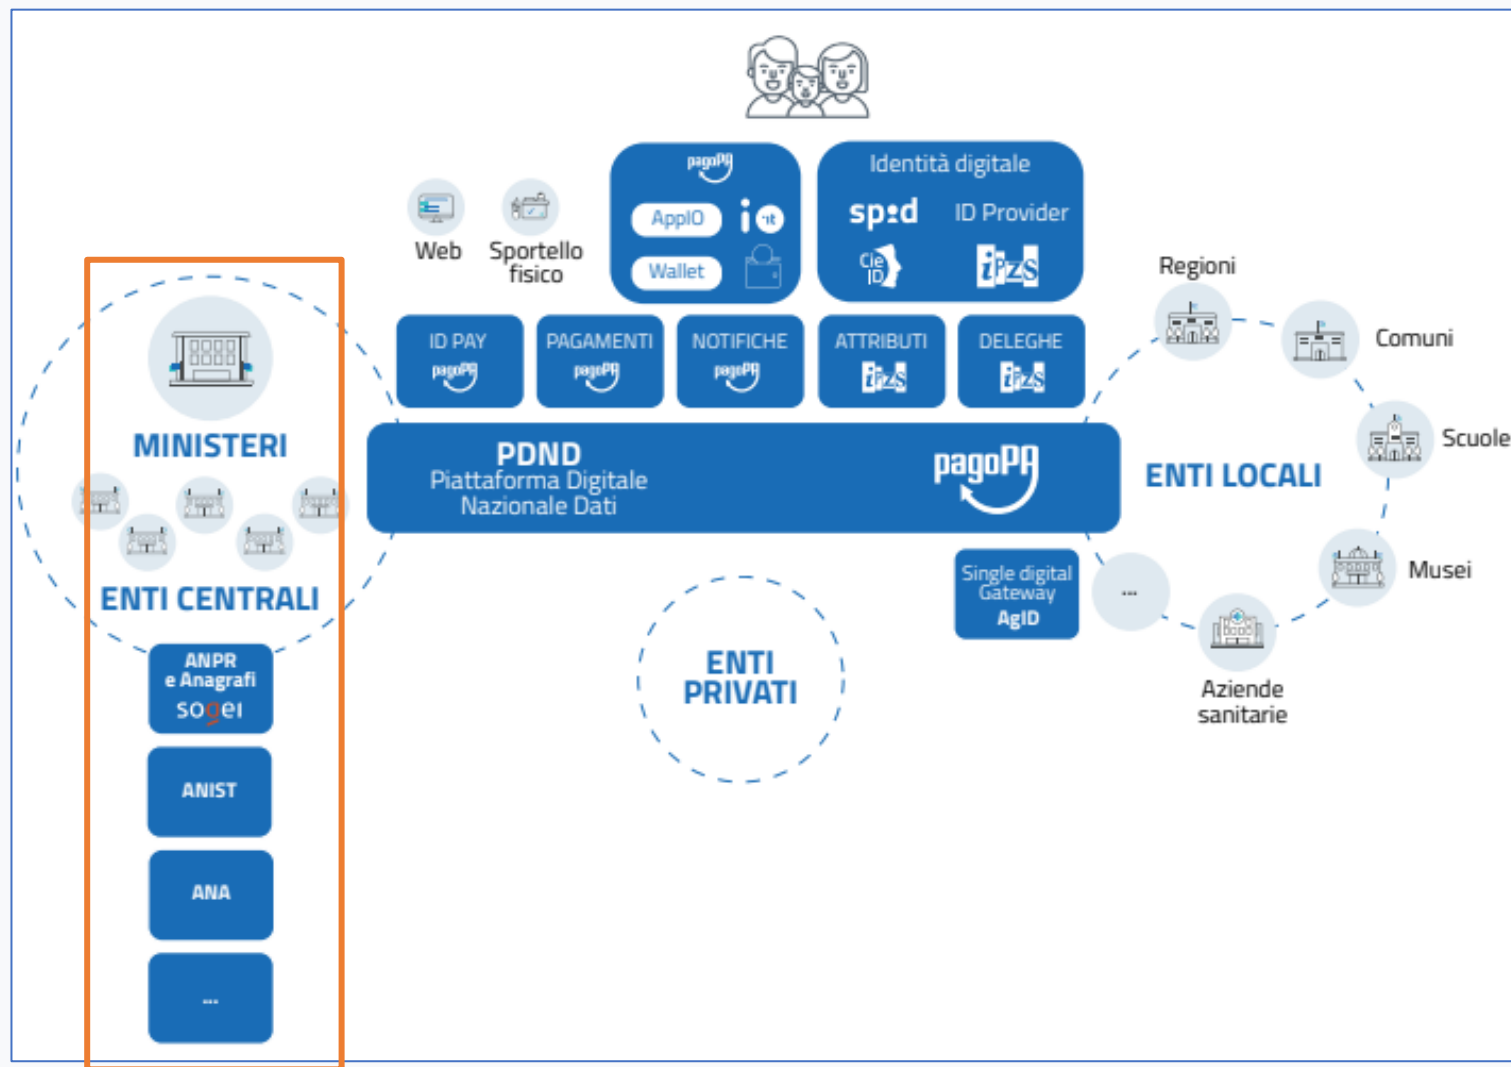 pagoPA
AppIO
io it
Wallet
Identità digitale
spid
ID Provider
Cie
ID
iPZS
Web
Sportello
fisico
ID PAY
pagoPA
PAGAMENTI
pagoPA
NOTIFICHE
pagoPA
ATTRIBUTI
iPZS
DELEGHE
iPZS
MINISTERI
ENTI CENTRALI
PDND
Piattaforma Digitale
Nazionale Dati
pagoPA
ENTI LOCALI
Regioni
Comuni
Scuole
Musei
Aziende
sanitarie
...
Single digital
Gateway
AgID
ENTI
PRIVATI
ANPR
e Anagrafi
sogei
ANIST
ANA
...